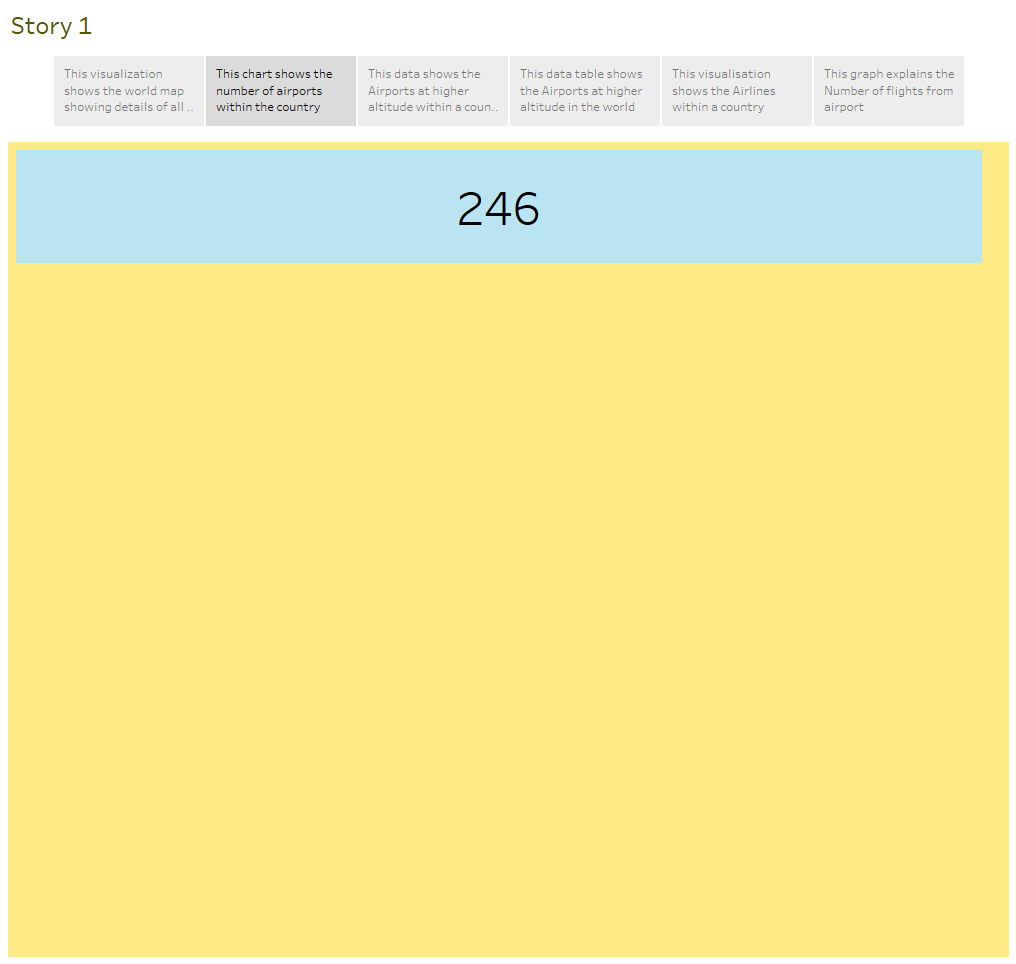 Story 1
This visualization
shows the world map
showing details of all ..
This chart shows the
number of airports
within the country
This data shows the
Airports at higher
altitude within a coun..
This data table shows
the Airports at higher
altitude in the world
This visualisation
shows the Airlines
within a country
This graph explains the
Number of flights from
airport
246